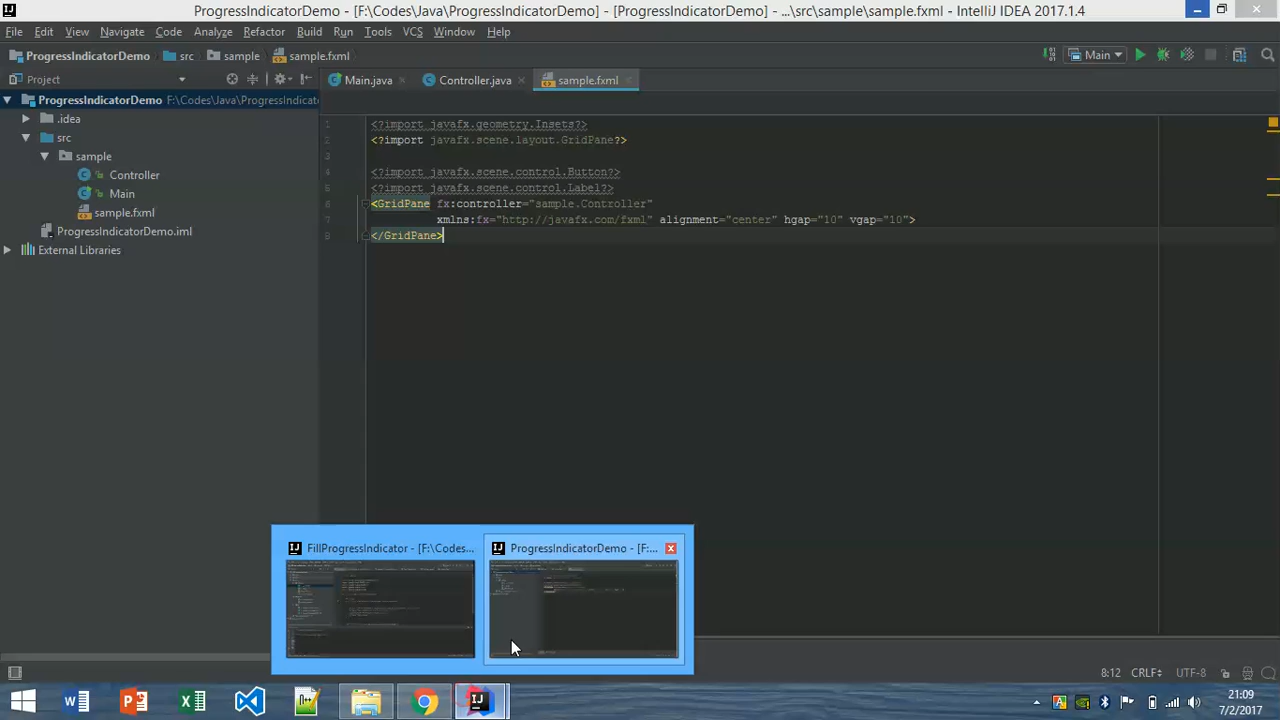 ProgressIndicatorDemo - [F:\Codes\Java\ProgressIndicatorDemo] - [ProgressIndicatorDemo] - ...\src\sample\sample.fxml - IntelliJ IDEA 2017.1.4
File Edit View Navigate Code Analyze Refactor Build Run Tools VCS Window Help
ProgressIndicatorDemo src sample sample.fxml Main
Project Main.java Controller.java sample.fxml
ProgressIndicatorDemo F:\Codes\Java\ProgressIndicat
.idea
src
sample
Controller
Main
sample.fxml
ProgressIndicatorDemo.iml
External Libraries
1 <?import javafx.geometry.Insets?>
2 <?import javafx.scene.layout.GridPane?>
3
4 <?import javafx.scene.control.Button?>
5 <?import javafx.scene.control.Label?>
6 <GridPane fx:controller="sample.Controller"
7 xmlns:fx="http://javafx.com/fxml" alignment="center" hgap="10" vgap="10">
8 </GridPane>
FillProgressIndicator - [F:\Codes... ProgressIndicatorDemo - [F:...
8:12 CRLF UTF-8
21:09
7/2/2017